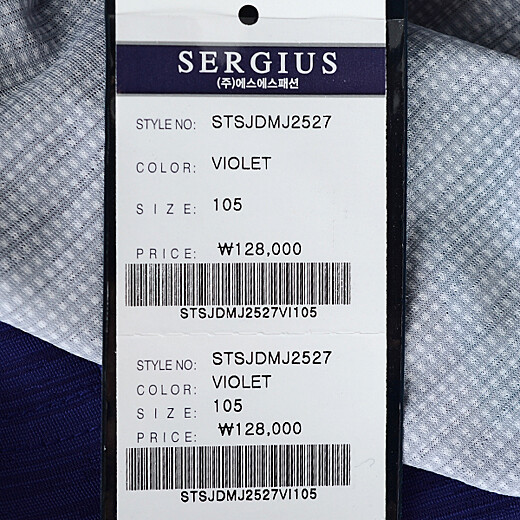 SERGIUS
(주)에스에스패션
STYLE NO: STSJDMJ2527
COLOR: VIOLET
SIZE: 105
PRICE: ₩128,000
STSJDMJ2527VI105
STYLE NO: STSJDMJ2527
COLOR: VIOLET
SIZE: 105
PRICE: ₩128,000
STSJDMJ2527VI105